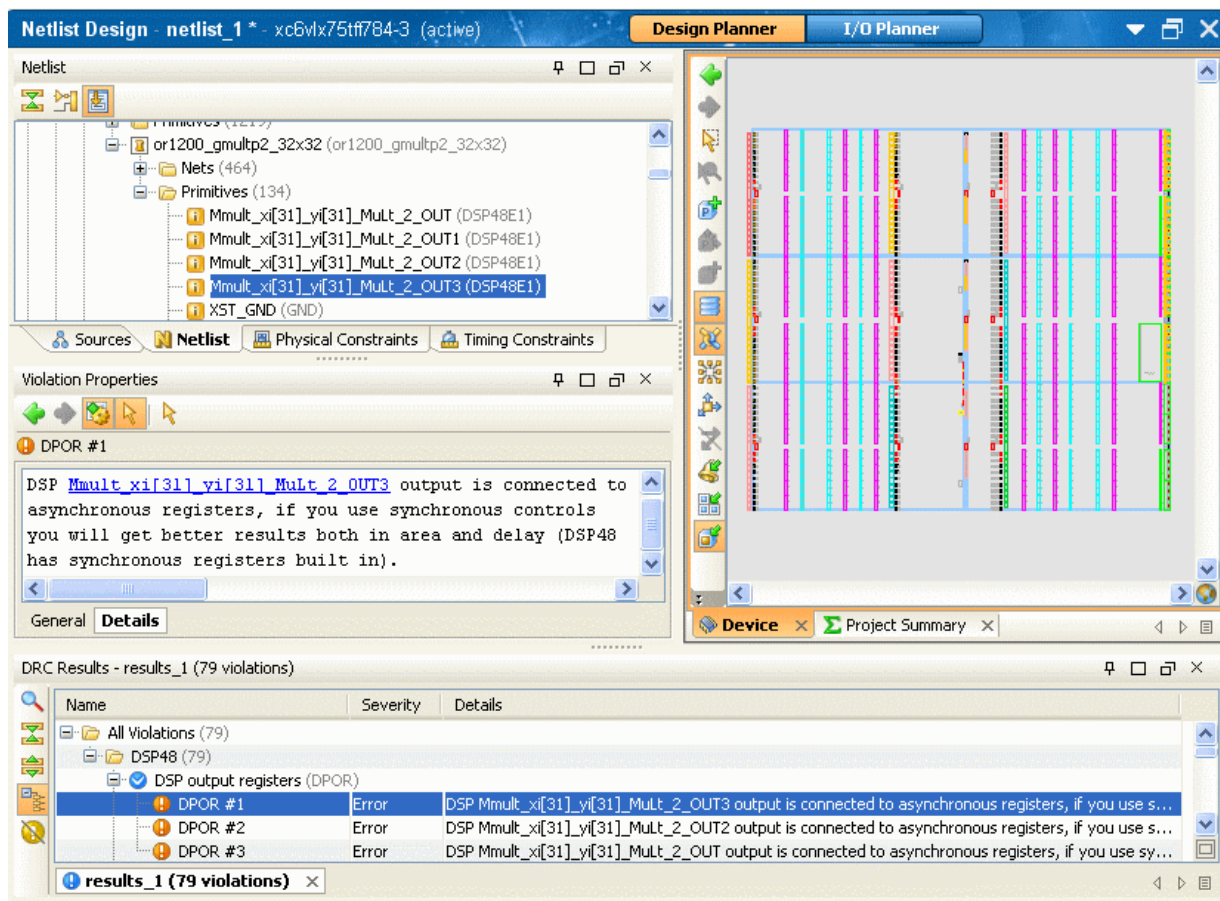 Netlist Design - netlist_1 * - xc6vlx75tff784-3 (active)
Design Planner
I/O Planner
Netlist
Primitives (1219)
or1200_gmultp2_32x32 (or1200_gmultp2_32x32)
Nets (464)
Primitives (134)
Mmult_xi[31]_yi[31]_MuLt_2_OUT (DSP48E1)
Mmult_xi[31]_yi[31]_MuLt_2_OUT1 (DSP48E1)
Mmult_xi[31]_yi[31]_MuLt_2_OUT2 (DSP48E1)
Mmult_xi[31]_yi[31]_MuLt_2_OUT3 (DSP48E1)
XST_GND (GND)
Sources Netlist Physical Constraints Timing Constraints
Violation Properties
DPOR #1
DSP Mmult_xi[31]_yi[31]_MuLt_2_OUT3 output is connected to
asynchronous registers, if you use synchronous controls
you will get better results both in area and delay (DSP48
has synchronous registers built in).
General Details
Device Project Summary
DRC Results - results_1 (79 violations)
Name Severity Details
All Violations (79)
DSP48 (79)
DSP output registers (DPOR)
DPOR #1 Error DSP Mmult_xi[31]_yi[31]_MuLt_2_OUT3 output is connected to asynchronous registers, if you use s...
DPOR #2 Error DSP Mmult_xi[31]_yi[31]_MuLt_2_OUT2 output is connected to asynchronous registers, if you use s...
DPOR #3 Error DSP Mmult_xi[31]_yi[31]_MuLt_2_OUT output is connected to asynchronous registers, if you use sy...
results_1 (79 violations)